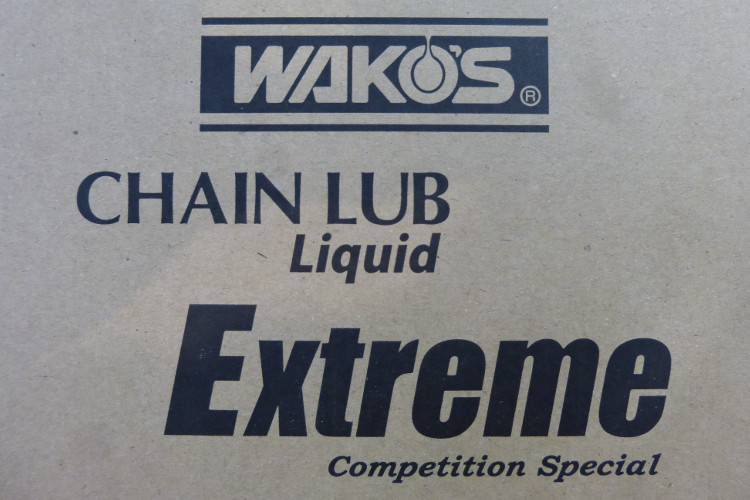 WAKO'S®
CHAIN LUB
Liquid
Extreme
Competition Special